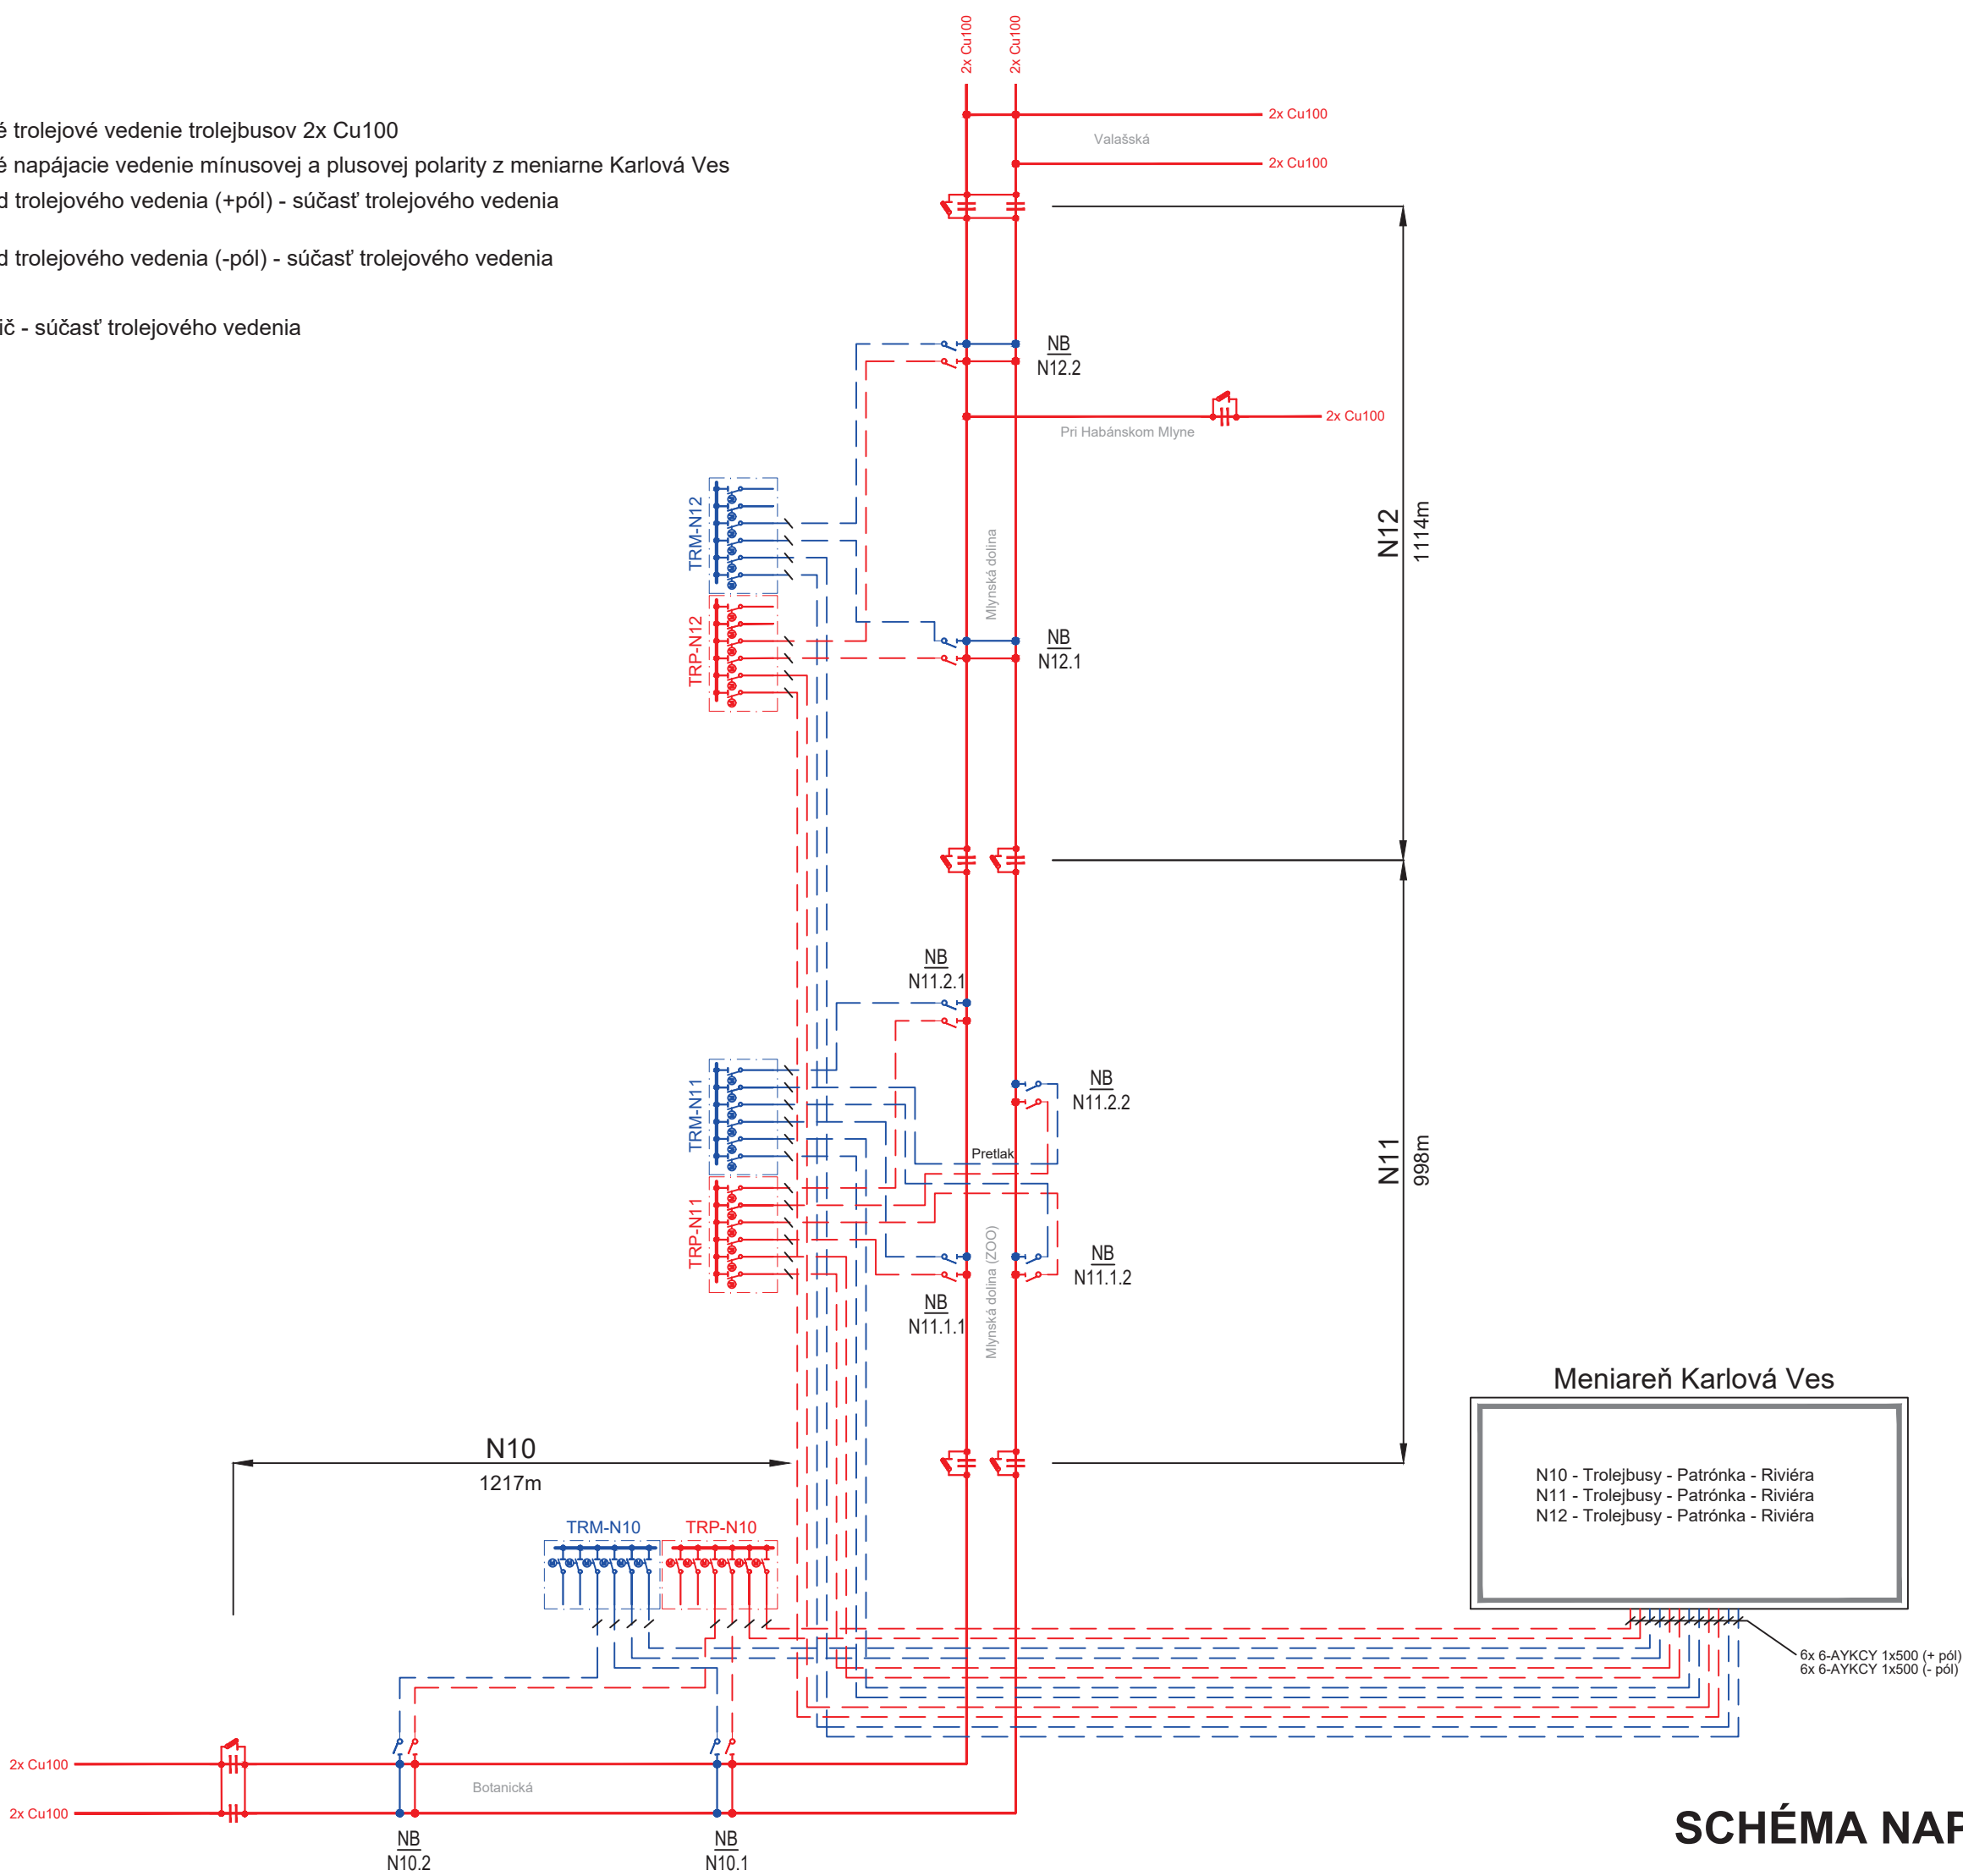 2x Cu100
2x Cu100
é trolejové vedenie trolejbusov 2x Cu100
é napájacie vedenie mínusovej a plusovej polarity z meniarne Karlová Ves
d trolejového vedenia (+pól) - súčasť trolejového vedenia
d trolejového vedenia (-pól) - súčasť trolejového vedenia
ič - súčasť trolejového vedenia
2x Cu100
Valašská
2x Cu100
NB
N12.2
2x Cu100
Pri Habánskom Mlyne
TRM-N12
Mlynská dolina
N12
1114m
TRP-N12
NB
N12.1
NB
N11.2.1
TRM-N11
NB
N11.2.2
Pretlak
N11
998m
TRP-N11
Mlynská dolina (ZOO)
NB
N11.1.2
NB
N11.1.1
Meniareň Karlová Ves
N10 - Trolejbusy - Patrónka - Riviéra
N11 - Trolejbusy - Patrónka - Riviéra
N12 - Trolejbusy - Patrónka - Riviéra
N10
1217m
TRM-N10
TRP-N10
6x 6-AYKCY 1x500 (+ pól)
6x 6-AYKCY 1x500 (- pól)
2x Cu100
Botanická
2x Cu100
NB
N10.2
NB
N10.1
SCHÉMA NAP